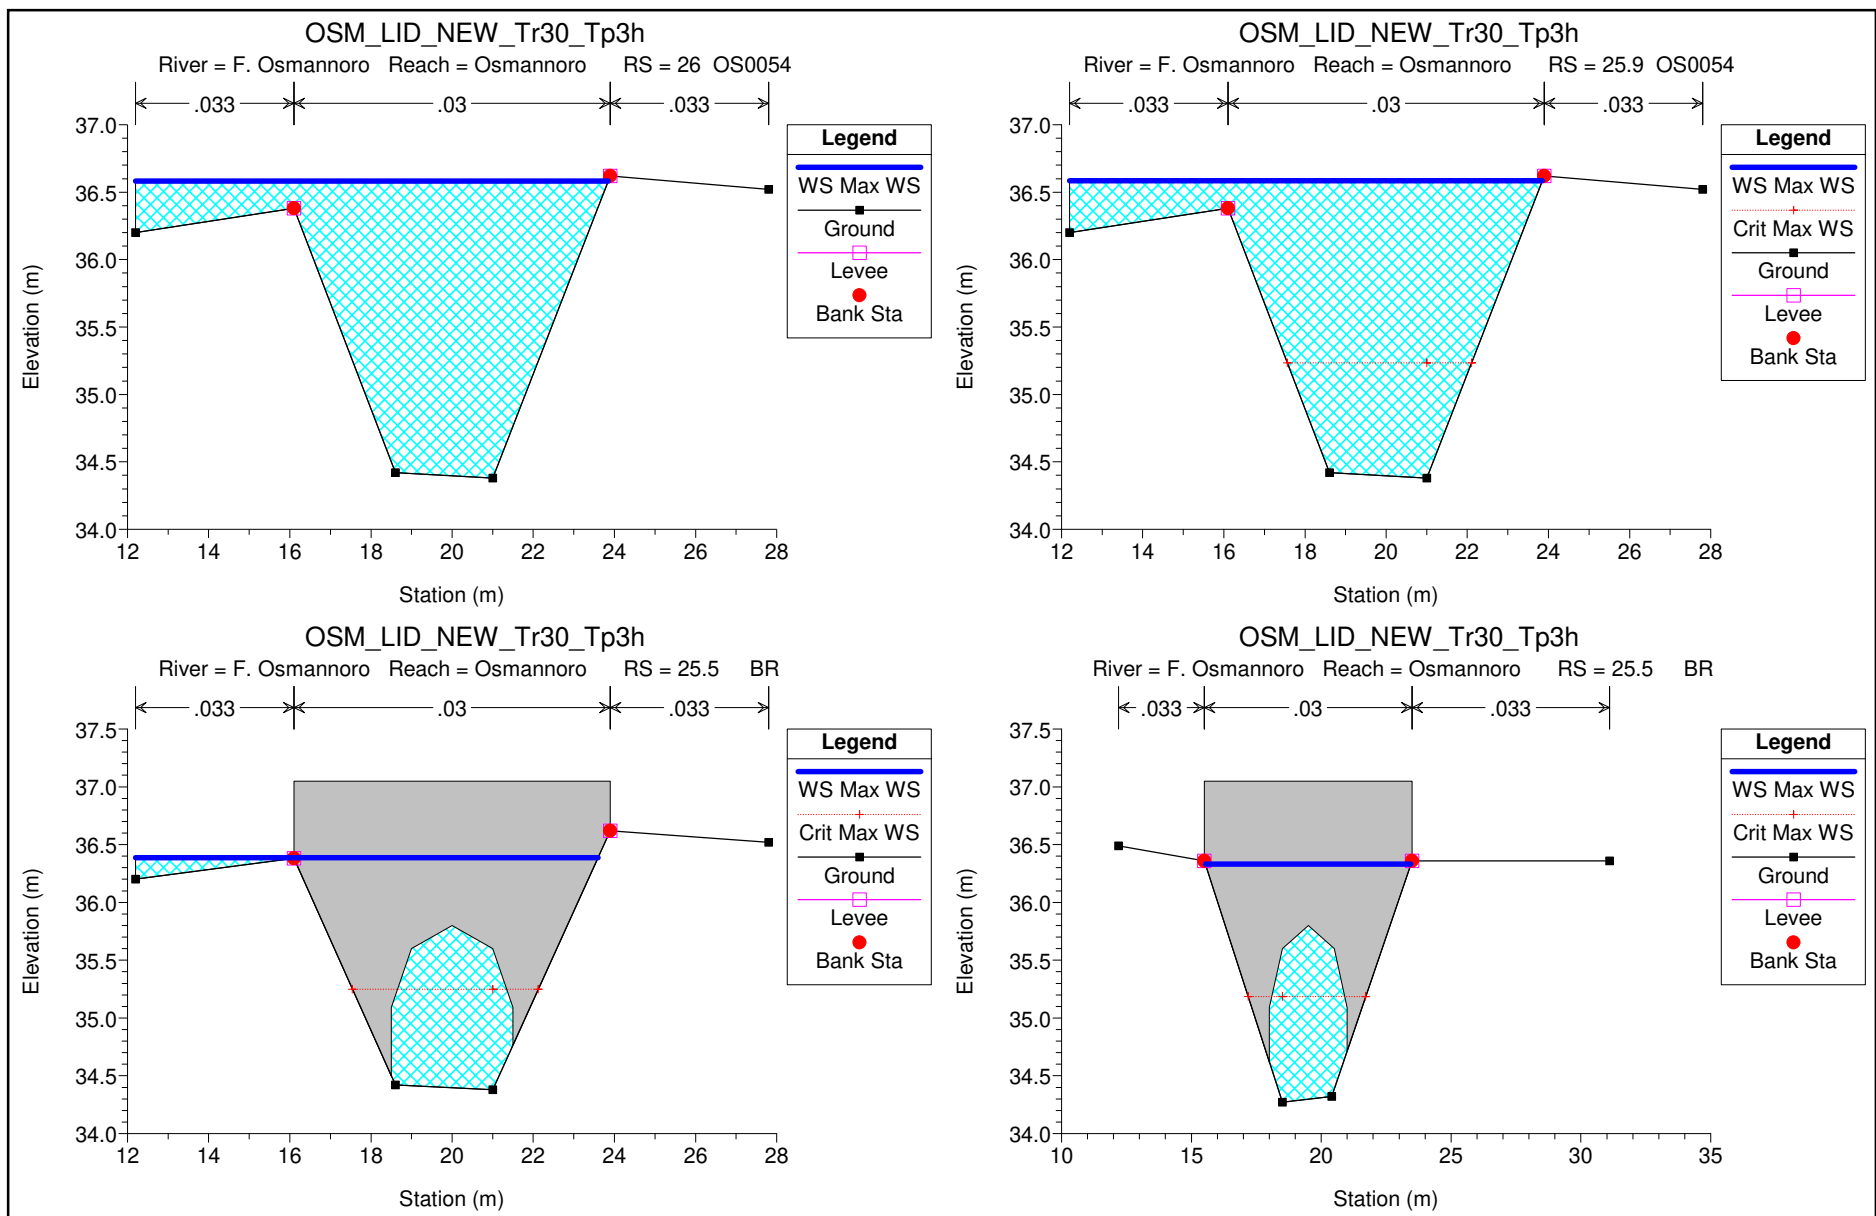 OSM_LID_NEW_Tr30_Tp3h
River = F. Osmannoro Reach = Osmannoro RS = 26 OS0054
.033 .03 .033
37.0
36.5
36.0
35.5
35.0
34.5
34.0
Elevation (m)
12 14 16 18 20 22 24 26 28
Station (m)
Legend
WS Max WS
Ground
Levee
Bank Sta
OSM_LID_NEW_Tr30_Tp3h
River = F. Osmannoro Reach = Osmannoro RS = 25.9 OS0054
.033 .03 .033
37.0
36.5
36.0
35.5
35.0
34.5
34.0
Elevation (m)
12 14 16 18 20 22 24 26 28
Station (m)
Legend
WS Max WS
Crit Max WS
Ground
Levee
Bank Sta
OSM_LID_NEW_Tr30_Tp3h
River = F. Osmannoro Reach = Osmannoro RS = 25.5 BR
.033 .03 .033
37.5
37.0
36.5
36.0
35.5
35.0
34.5
34.0
Elevation (m)
12 14 16 18 20 22 24 26 28
Station (m)
Legend
WS Max WS
Crit Max WS
Ground
Levee
Bank Sta
OSM_LID_NEW_Tr30_Tp3h
River = F. Osmannoro Reach = Osmannoro RS = 25.5 BR
.033 .03 .033
37.5
37.0
36.5
36.0
35.5
35.0
34.5
34.0
Elevation (m)
10 15 20 25 30 35
Station (m)
Legend
WS Max WS
Crit Max WS
Ground
Levee
Bank Sta